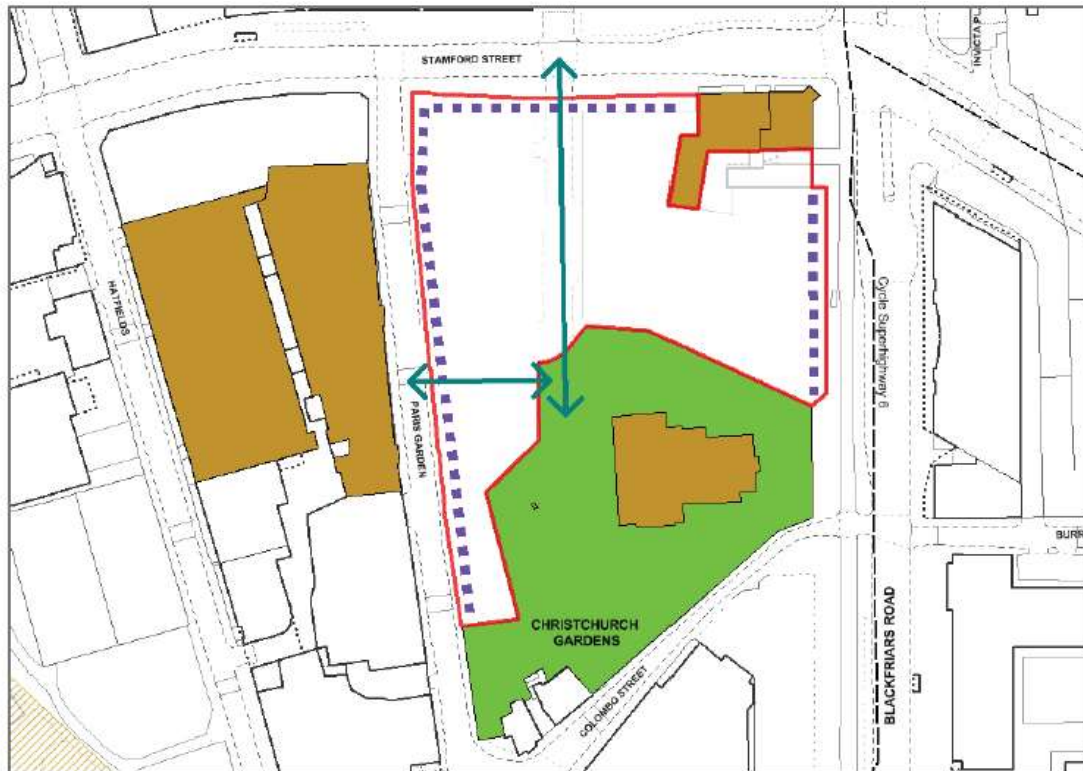 STAMFORD STREET
INVICTA PL
HATFIELDS
PARIS GARDEN
Cycle Superhighway 6
BURR
CHRISTCHURCH
GARDENS
COLOMBO STREET
BLACKFRIARS ROAD